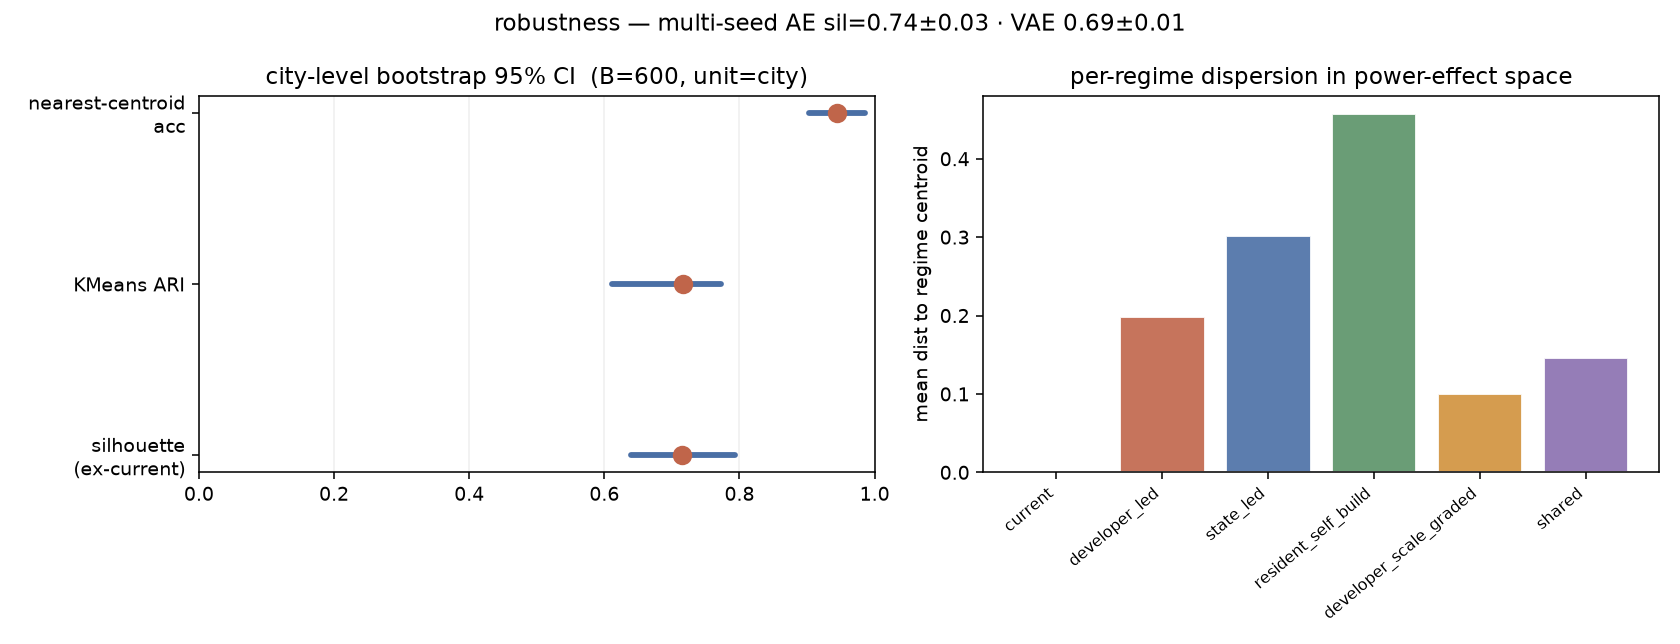 robustness — multi-seed AE sil=0.74±0.03 · VAE 0.69±0.01
city-level bootstrap 95% CI  (B=600, unit=city)
nearest-centroid
acc
KMeans ARI
silhouette
(ex-current)
0.0
0.2
0.4
0.6
0.8
1.0
per-regime dispersion in power-effect space
mean dist to regime centroid
0.4
0.3
0.2
0.1
0.0
current
developer_led
state_led
resident_self_build
developer_scale_graded
shared